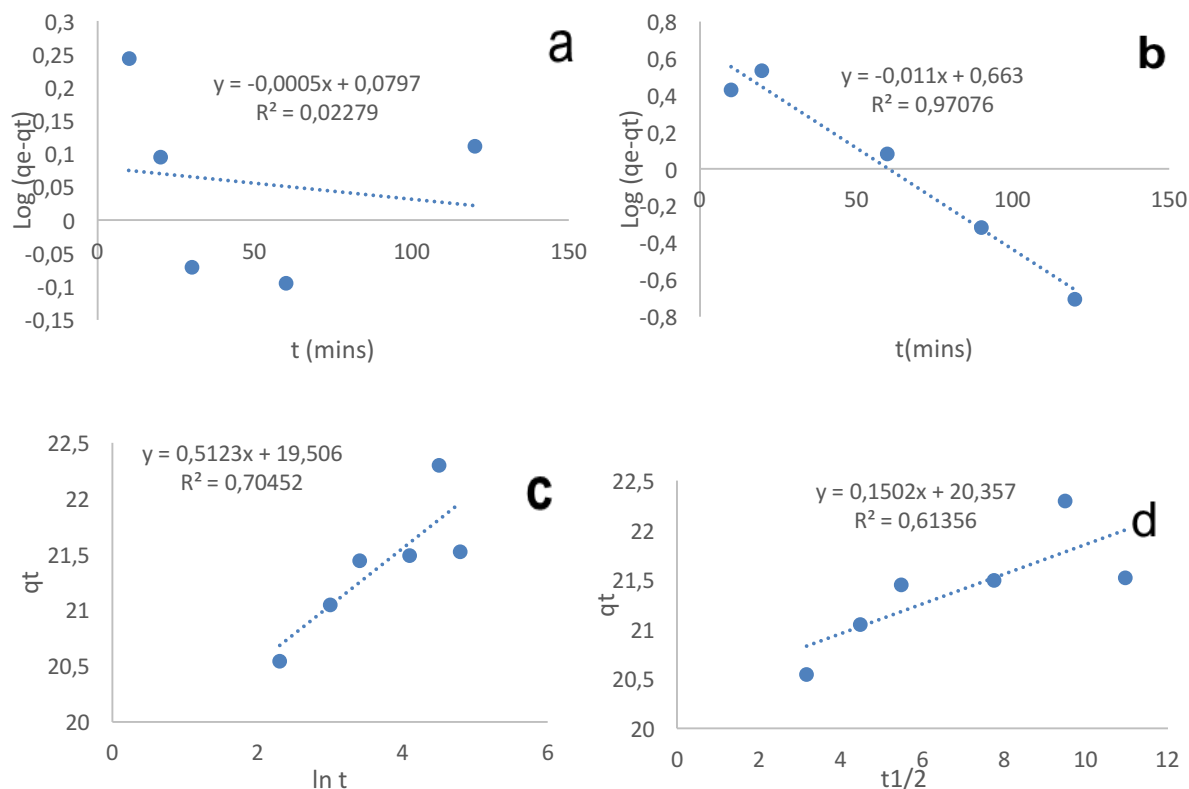 a
0,3
0,25
0,2
0,15
0,1
0,05
0
-0,05
-0,1
-0,15
Log (qe-qt)
y = -0,0005x + 0,0797
R² = 0,02279
0 50 100 150
t (mins)
b
0,8
0,6
0,4
0,2
0
-0,2
-0,4
-0,6
-0,8
Log (qe-qt)
y = -0,011x + 0,663
R² = 0,97076
0 50 100 150
t(mins)
c
22,5
22
21,5
21
20,5
20
qt
y = 0,5123x + 19,506
R² = 0,70452
0 2 4 6
ln t
d
22,5
22
21,5
21
20,5
20
qt
y = 0,1502x + 20,357
R² = 0,61356
0 2 4 6 8 10 12
t1/2